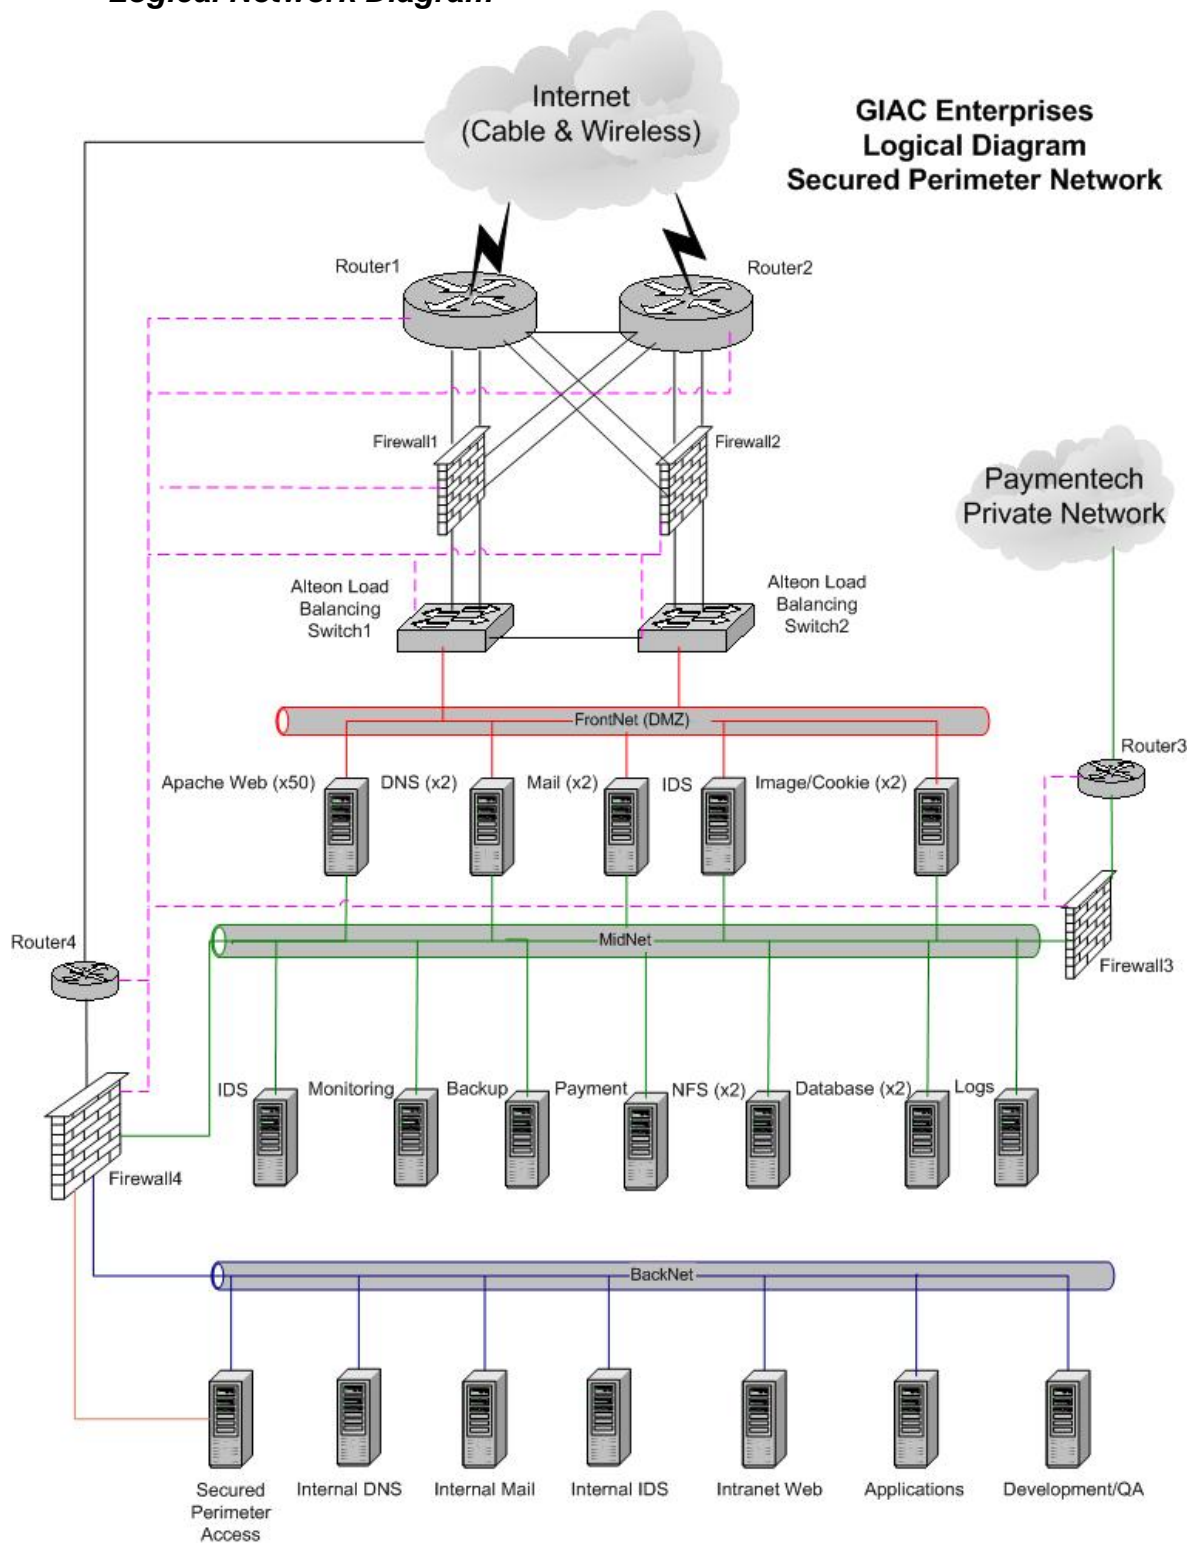 Logical Network Diagram
Internet
(Cable & Wireless)
GIAC Enterprises
Logical Diagram
Secured Perimeter Network
Router1
Router2
Firewall1
Firewall2
Paymentech
Private Network
Alteon Load
Balancing
Switch1
Alteon Load
Balancing
Switch2
FrontNet (DMZ)
Router3
Apache Web (x50)
DNS (x2)
Mail (x2)
IDS
Image/Cookie (x2)
Router4
MidNet
Firewall3
IDS
Monitoring
Backup
Payment
NFS (x2)
Database (x2)
Logs
Firewall4
BackNet
Secured
Perimeter
Access
Internal DNS
Internal Mail
Internal IDS
Intranet Web
Applications
Development/QA